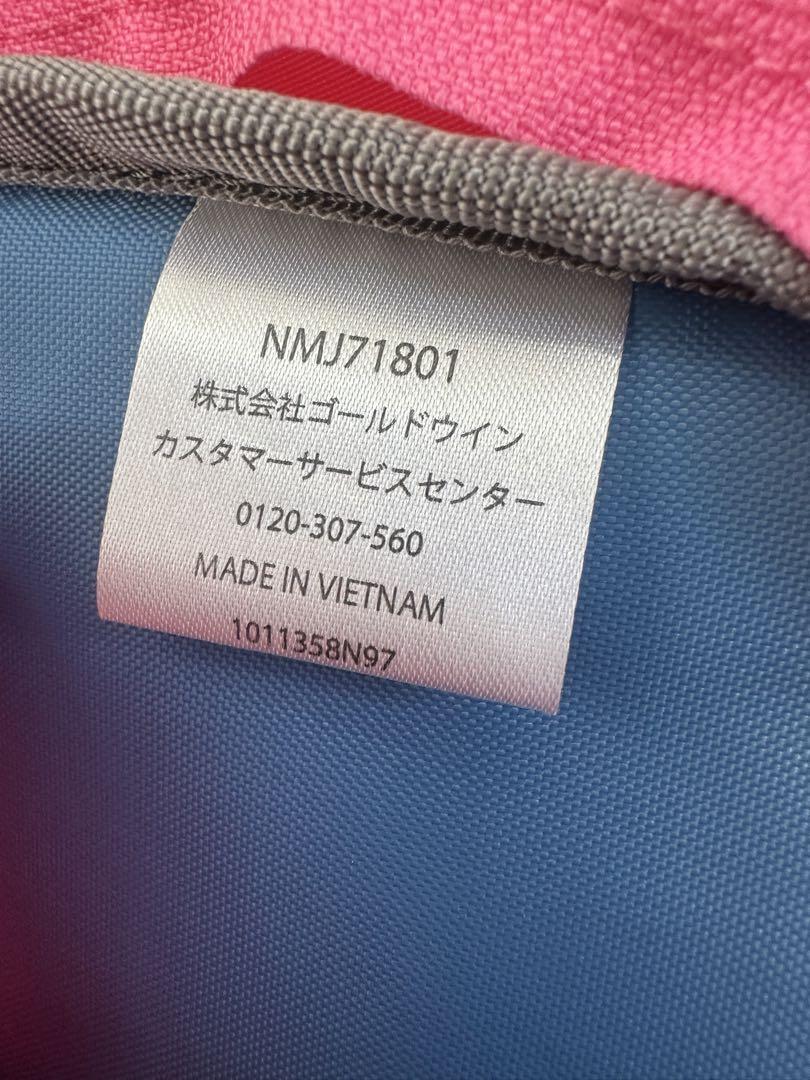 NMJ71801
株式会社ゴールドウイン
カスタマーサービスセンター
0120-307-560
MADE IN VIETNAM
1011358N97